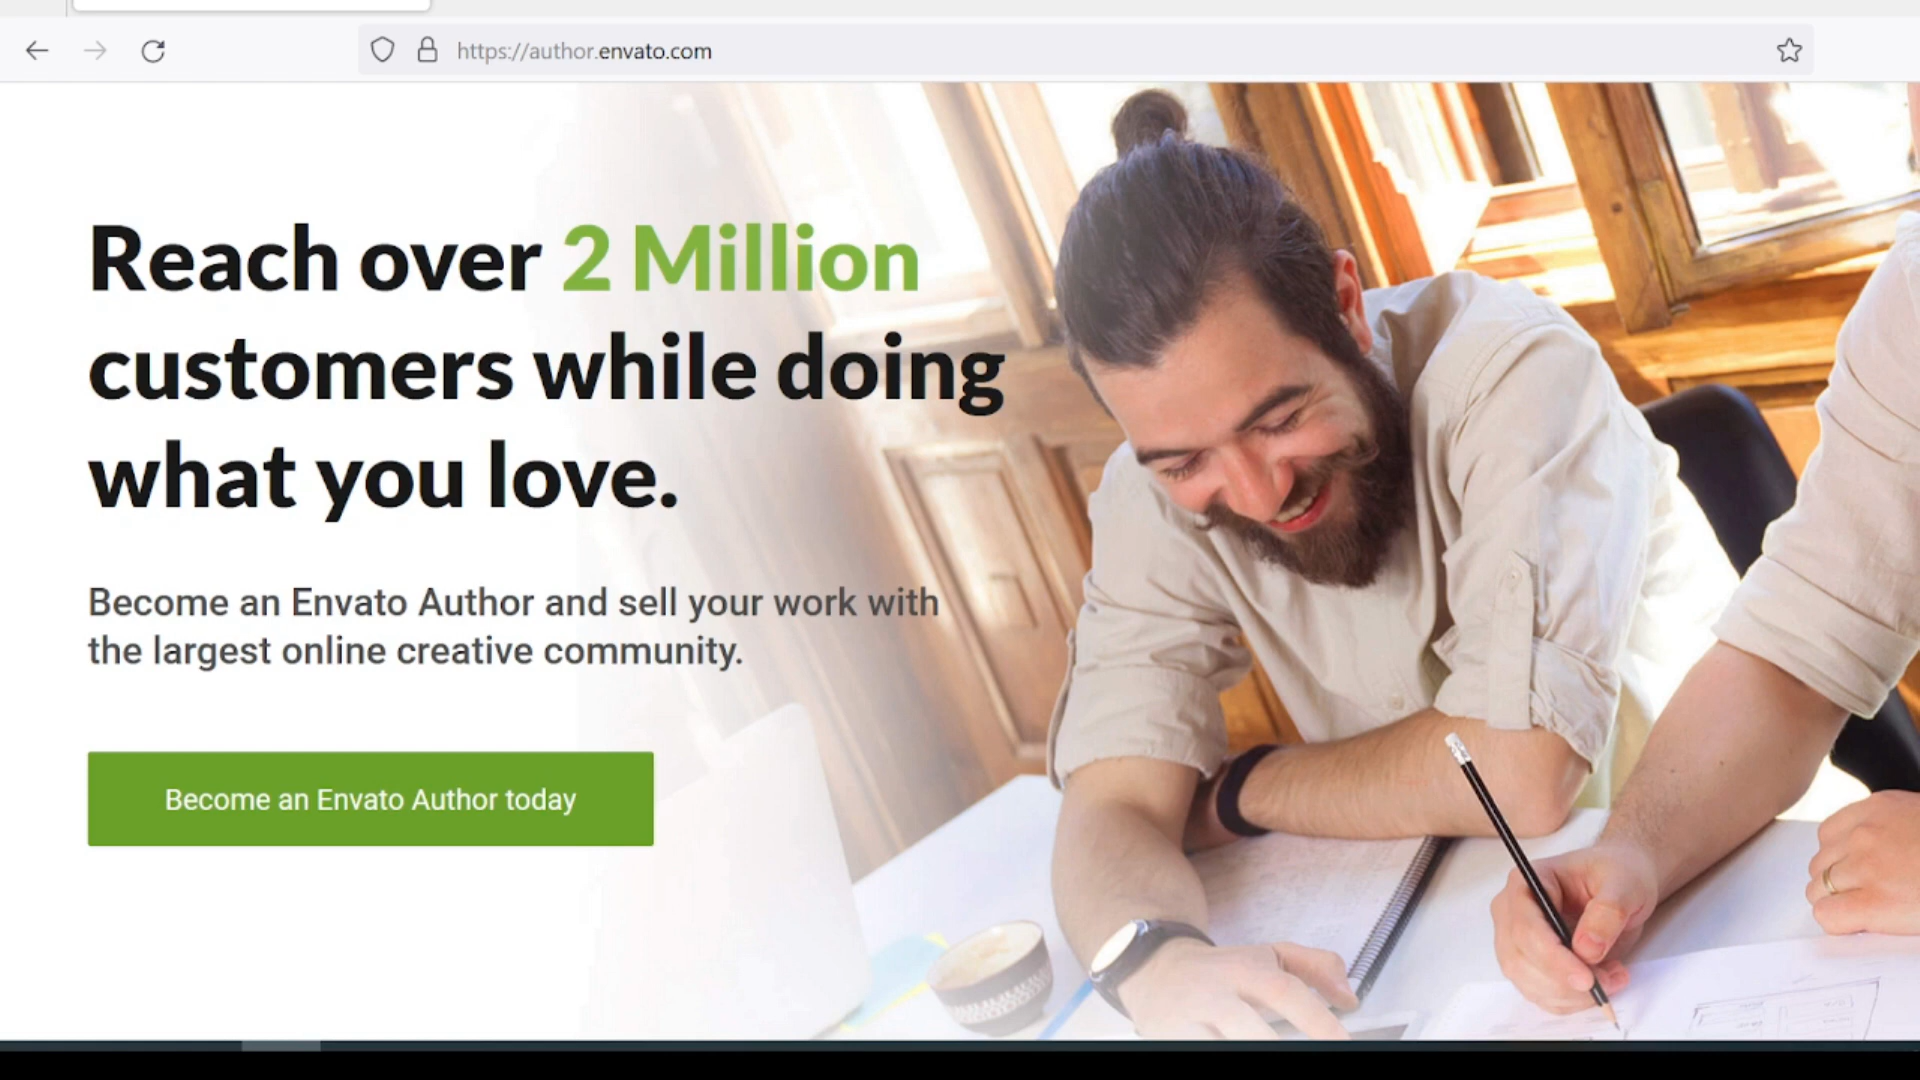 https://author.envato.com
Reach over 2 Million
customers while doing
what you love.
Become an Envato Author and sell your work with
the largest online creative community.
Become an Envato Author today